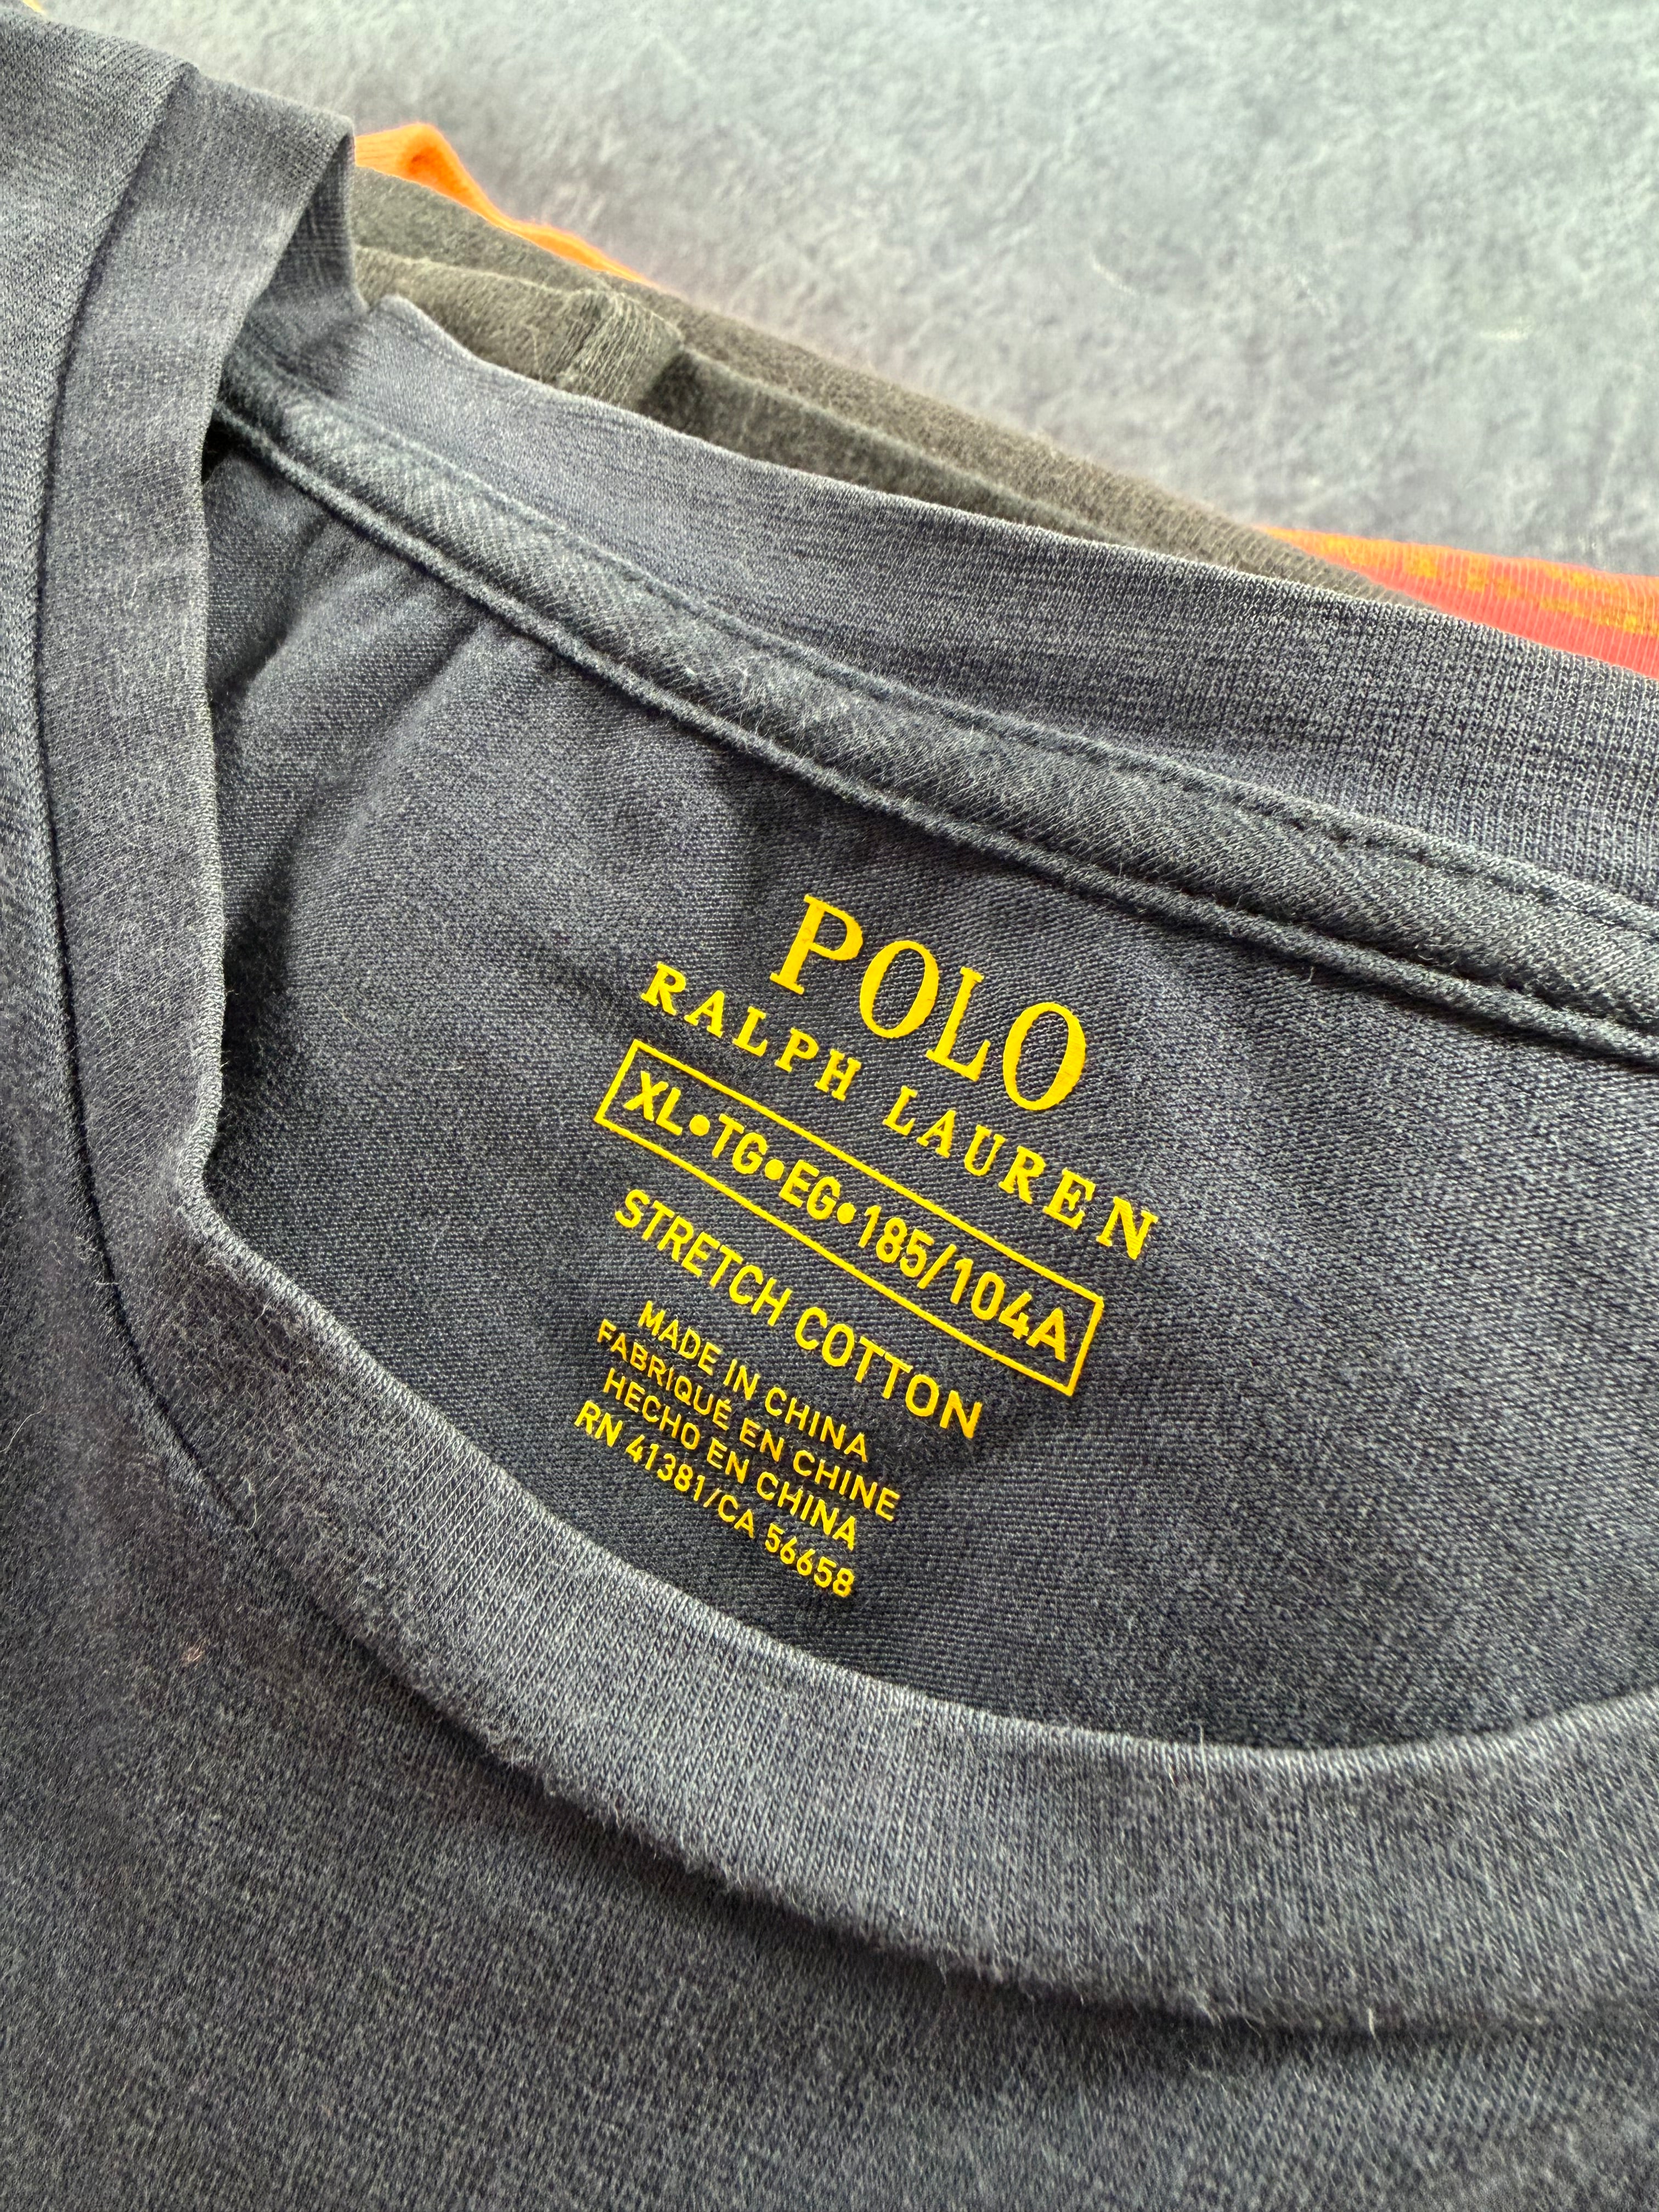 POLO
RALPH LAUREN
XL•TG•EG•185/104A
STRETCH COTTON
MADE IN CHINA
FABRIQUÉ EN CHINE
HECHO EN CHINA
RN 41381/CA 56658